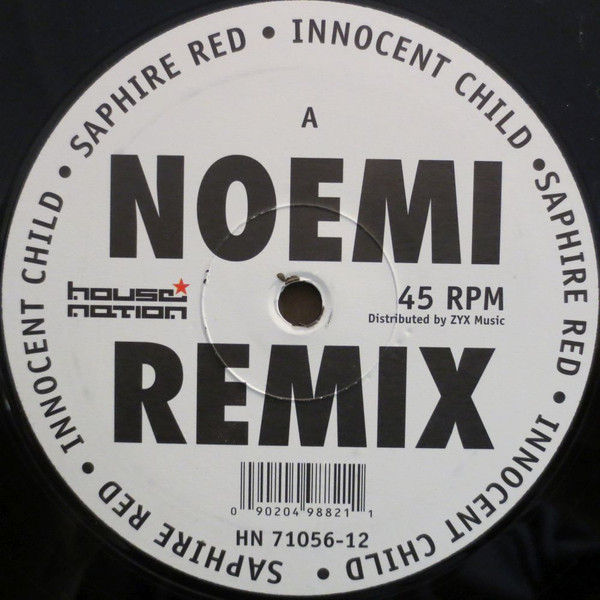 SAPHIRE RED • INNOCENT CHILD • SAPHIRE RED • INNOCENT CHILD • SAPHIRE RED • INNOCENT CHILD •
A
NOEMI
house nation
45 RPM
Distributed by ZYX Music
REMIX
0 90204 98821 1
HN 71056-12